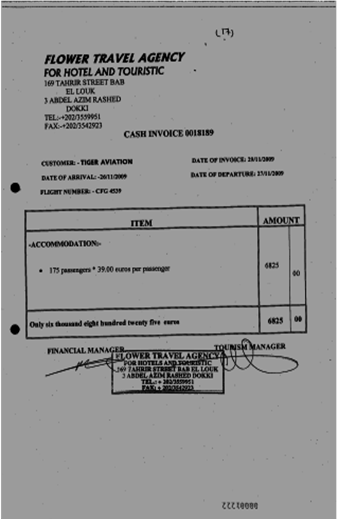 (17)
FLOWER TRAVEL AGENCY
FOR HOTEL AND TOURISTIC
169 TAHRIR STREET BAB
EL LOUK
3 ABDEL AZIM RASHED
DOKKI
TEL:-+202/3559951
FAX:-+202/3542923
CASH INVOICE 0018189
CUSTOMER: - TIGER AVIATION
DATE OF INVOICE: 28/11/2009
DATE OF ARRIVAL: -26/11/2009
DATE OF DEPARTURE: 27/11/2009
FLIGHT NUMBER: - CFG 4539
ITEM AMOUNT
-ACCOMMODATION:-
• 175 passengers * 39.00 euros per passenger 6825 00
Only six thousand eight hundred twenty five euros 6825 00
FINANCIAL MANAGER TOURISM MANAGER
FLOWER TRAVEL AGENCY
FOR HOTELS AND TOURISTIC
169 TAHRIR STREET BAB EL LOUK
3 ABDEL AZIM RASHED DOKKI
TEL.: + 202/3559951
FAX: + 202/3542923